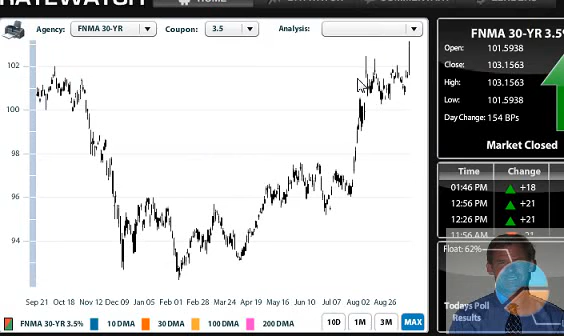 RATEWATCH
HOME
Agency: FNMA 30-YR Coupon: 3.5 Analysis:
102
100
98
96
94
Sep 21 Oct 18 Nov 12 Dec 09 Jan 05 Feb 01 Feb 28 Mar 24 Apr 19 May 16 Jun 10 Jul 07 Aug 02 Aug 26
FNMA 30-YR 3.5% 10 DMA 30 DMA 100 DMA 200 DMA 10D 1M 3M MAX
FNMA 30-YR 3.5%
Open: 101.5938
Close: 103.1563
High: 103.1563
Low: 101.5938
Day Change: 154 BPs
Market Closed
Time Change
01:46 PM +18
12:56 PM +21
12:26 PM +21
11:56 AM
Float: 62%
Todays Poll
Results